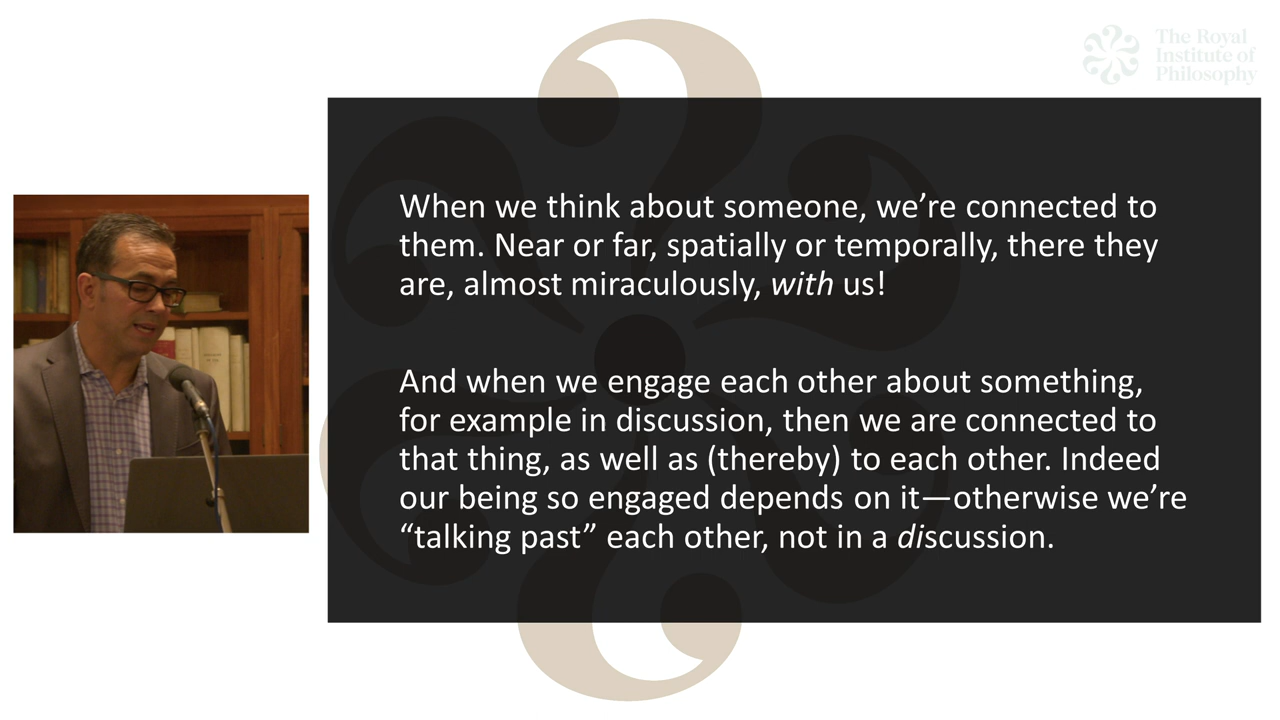 The Royal
Institute of
Philosophy
When we think about someone, we’re connected to
them. Near or far, spatially or temporally, there they
are, almost miraculously, with us!
And when we engage each other about something,
for example in discussion, then we are connected to
that thing, as well as (thereby) to each other. Indeed
our being so engaged depends on it—otherwise we’re
“talking past” each other, not in a discussion.